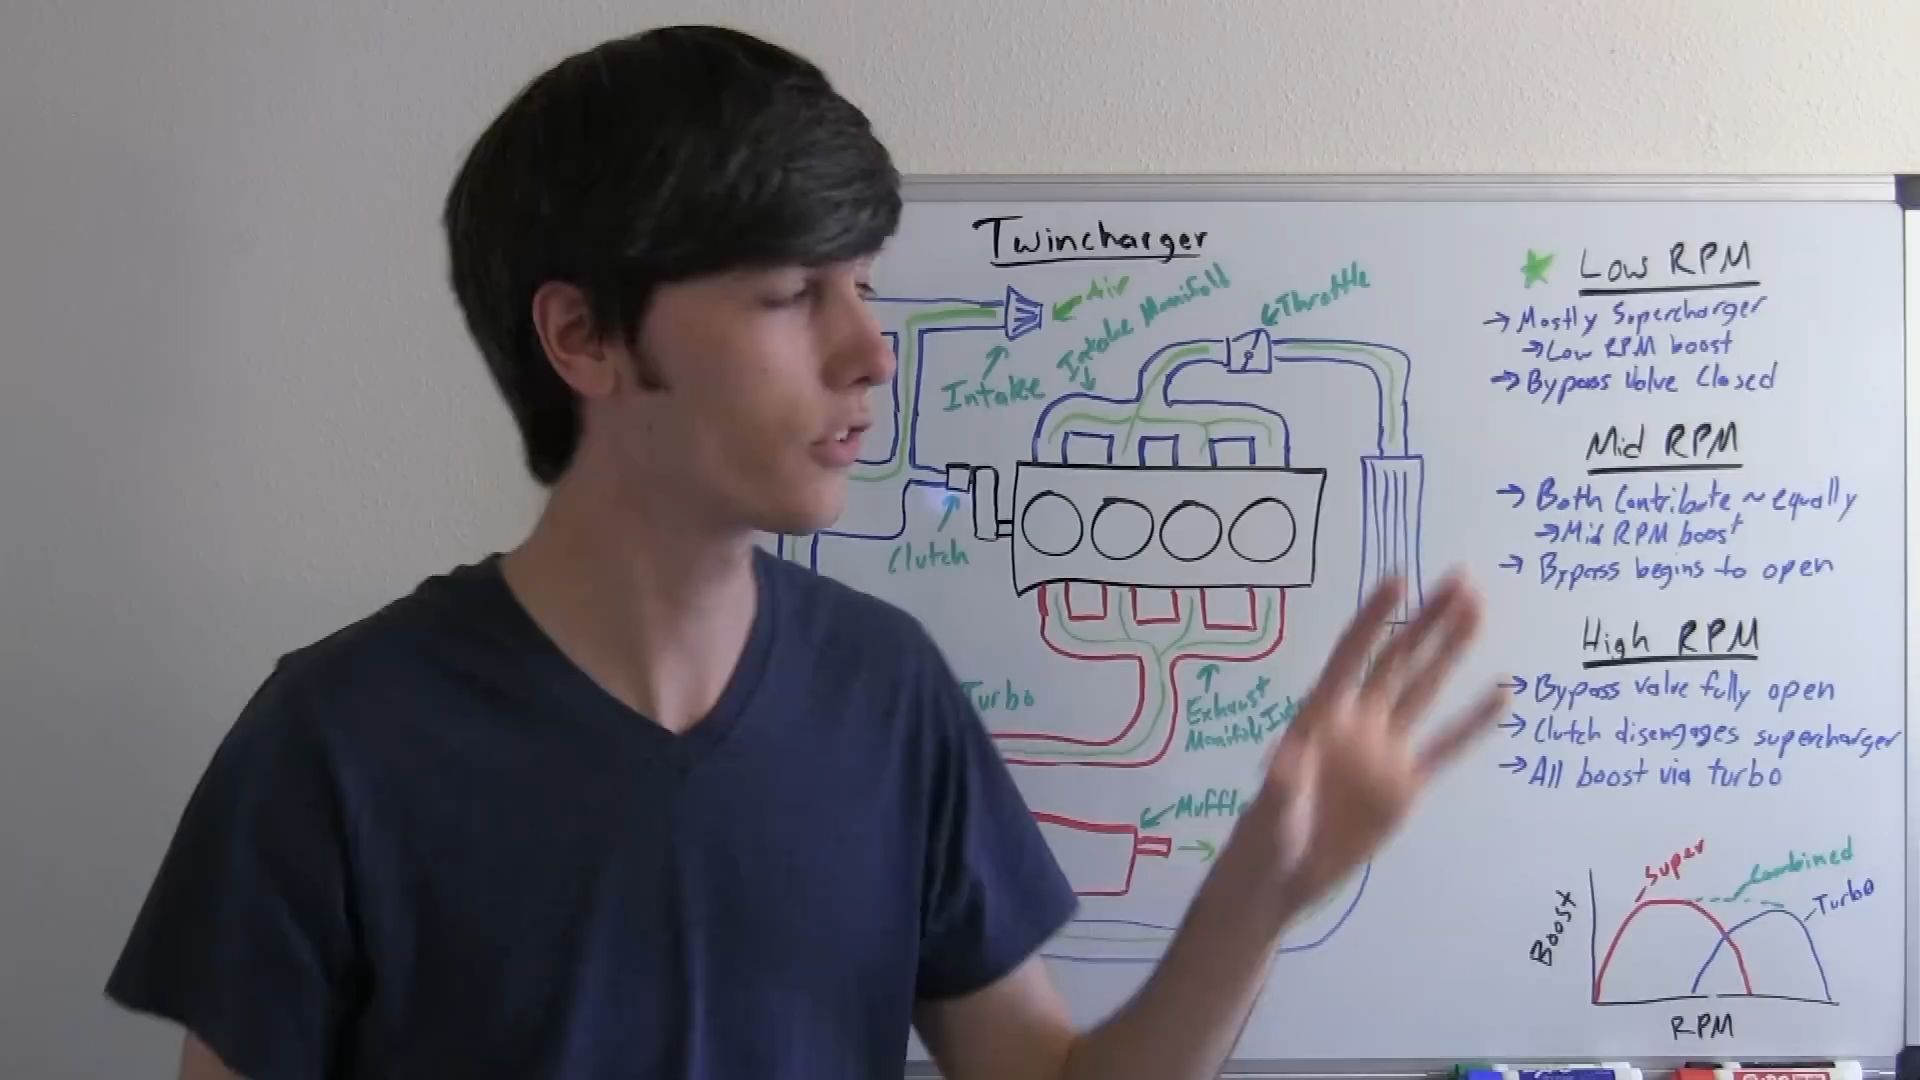 Twincharger
Air
Intake Manifold
Throttle
Intake
Clutch
Turbo
Exhaust
Manifold
Low RPM
→ Mostly Supercharger
→ Low RPM boost
→ Bypass Valve Closed
Mid RPM
→ Both Contribute ~equally
→ Mid RPM boost
→ Bypass begins to open
High RPM
→ Bypass valve fully open
→ Clutch disengages supercharger
→ All boost via turbo
Super
Combined
Turbo
Boost
RPM